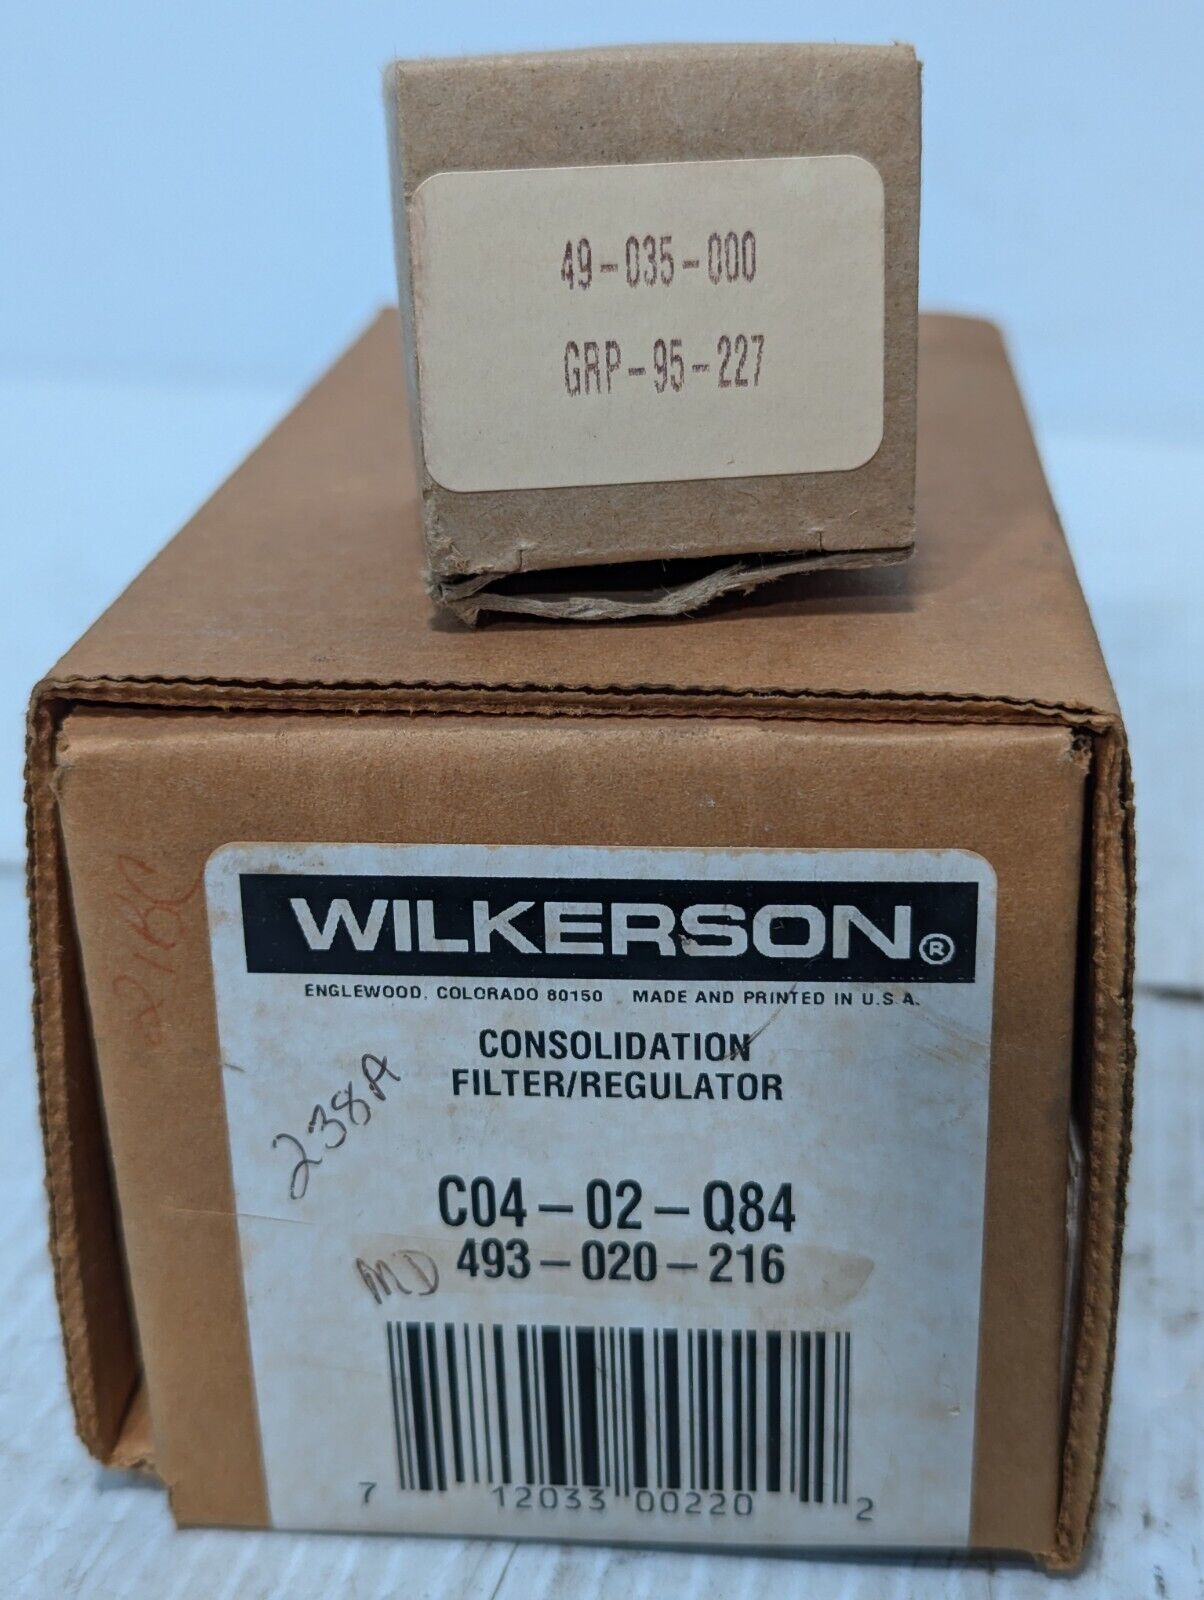 49-035-000
GRP-95-227
WILKERSON®
ENGLEWOOD, COLORADO 80150 MADE AND PRINTED IN U.S.A.
CONSOLIDATION
FILTER/REGULATOR
238A
C04-02-Q84
MD 493-020-216
7 12033 00220 2